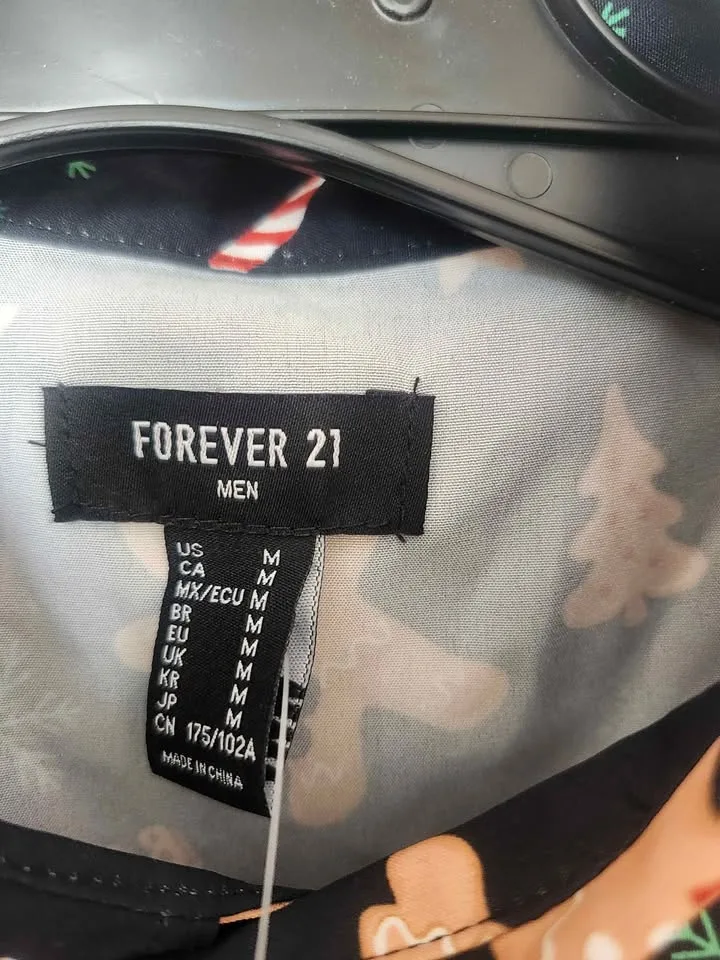 FOREVER 21
MEN
US M
CA M
MX/ECU M
BR M
EU M
UK M
KR M
JP M
CN 175/102A
MADE IN CHINA